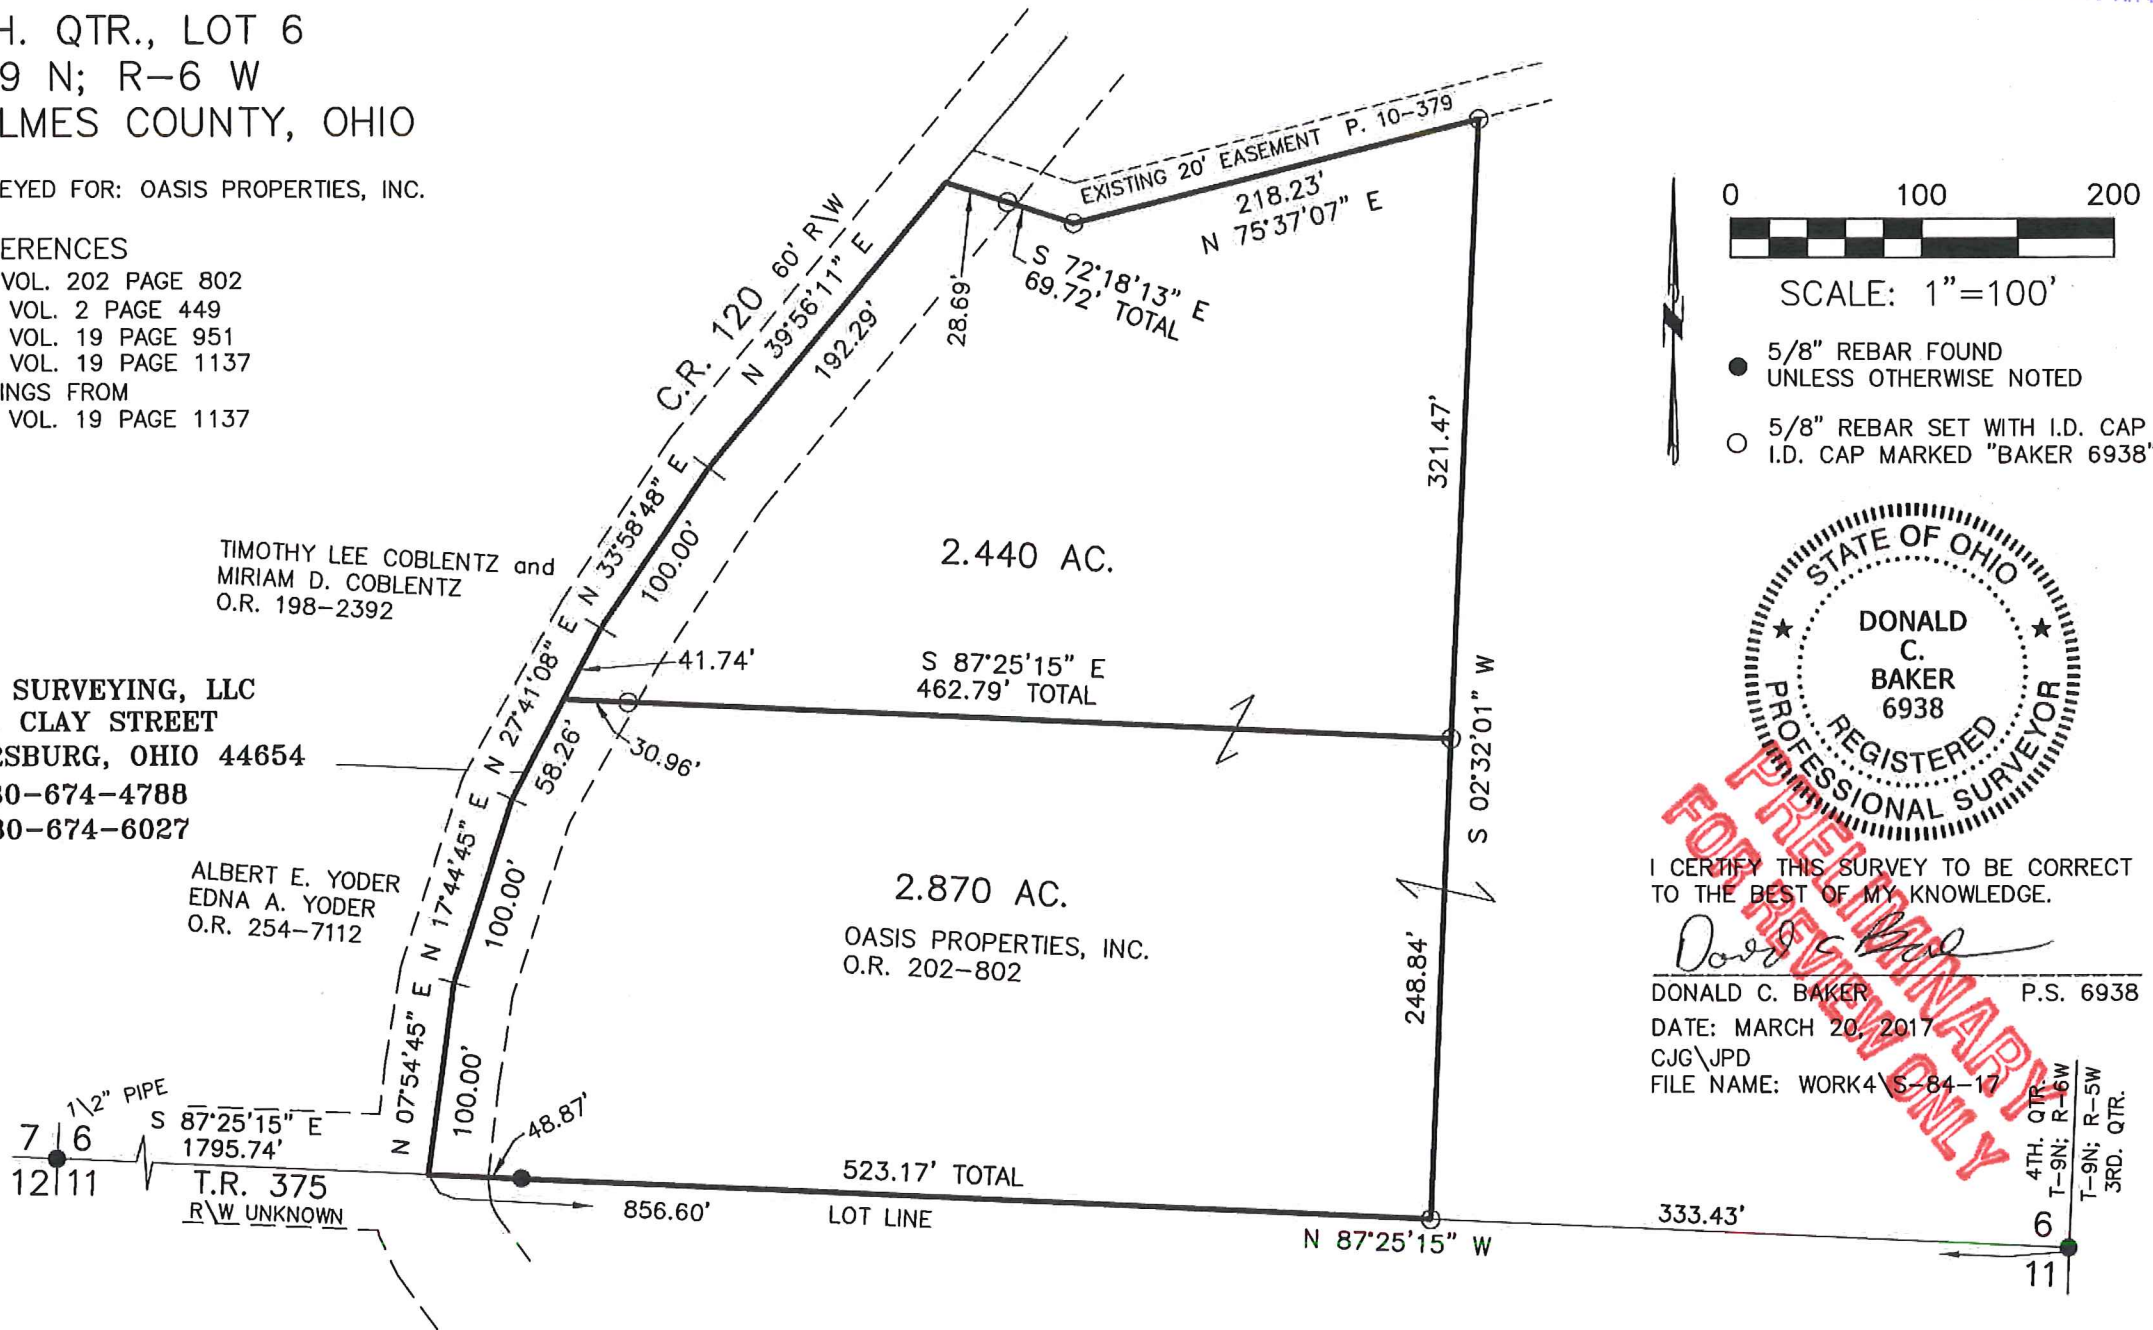 H. QTR., LOT 6
9 N; R-6 W
LMES COUNTY, OHIO
EYED FOR: OASIS PROPERTIES, INC.
ERENCES
VOL. 202 PAGE 802
VOL. 2 PAGE 449
VOL. 19 PAGE 951
VOL. 19 PAGE 1137
INGS FROM
VOL. 19 PAGE 1137
TIMOTHY LEE COBLENTZ and
MIRIAM D. COBLENTZ
O.R. 198-2392
SURVEYING, LLC
CLAY STREET
RSBURG, OHIO 44654
30-674-4788
30-674-6027
ALBERT E. YODER
EDNA A. YODER
O.R. 254-7112
C.R. 120 60' R\W
N 39°56'11" E
192.29'
N 33°58'48" E
100.00'
N 27°41'08" E
41.74'
58.26'
N 17°44'45" E
100.00'
N 07°54'45" E
100.00'
EXISTING 20' EASEMENT P. 10-379
218.23'
N 75°37'07" E
S 72°18'13" E
69.72' TOTAL
28.69'
321.47'
2.440 AC.
S 87°25'15" E
462.79' TOTAL
30.96'
S 02°32'01" W
2.870 AC.
OASIS PROPERTIES, INC.
O.R. 202-802
248.84'
48.87'
523.17' TOTAL
856.60'
LOT LINE
N 87°25'15" W
333.43'
1\2" PIPE
7 6
12 11
S 87°25'15" E
1795.74'
T.R. 375
R\W UNKNOWN
0 100 200
SCALE: 1"=100'
5/8" REBAR FOUND
UNLESS OTHERWISE NOTED
5/8" REBAR SET WITH I.D. CAP
I.D. CAP MARKED "BAKER 6938"
STATE OF OHIO
DONALD
C.
BAKER
6938
REGISTERED
PROFESSIONAL SURVEYOR
PRELIMINARY
FOR REVIEW ONLY
I CERTIFY THIS SURVEY TO BE CORRECT
TO THE BEST OF MY KNOWLEDGE.
DONALD C. BAKER P.S. 6938
DATE: MARCH 20, 2017
CJG\JPD
FILE NAME: WORK4\S-84-17
4TH. QTR.
T-9N; R-6W
T-9N; R-5W
3RD. QTR.
6
11